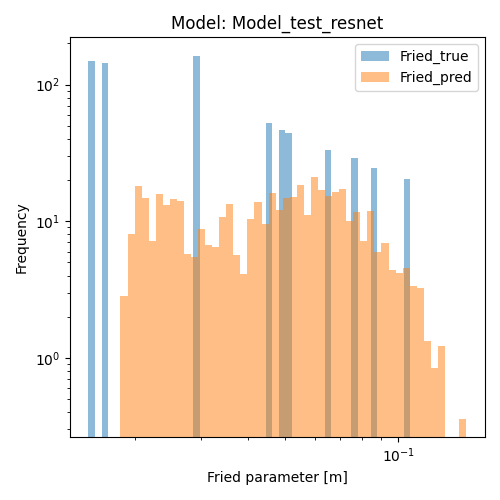 Model: Model_test_resnet
Fried_true
Fried_pred
Frequency
10²
10¹
10⁰
10⁻¹
Fried parameter [m]